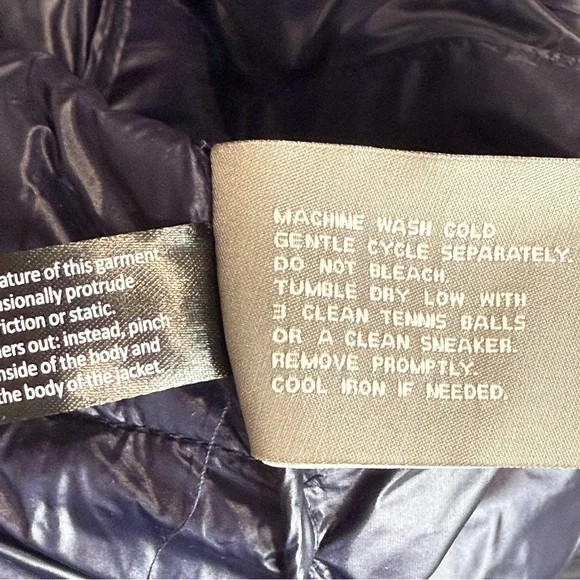 ature of this garment
sionally protrude
riction or static.
ers out: instead, pinch
nside of the body and
the body of the jacket
MACHINE WASH COLD
GENTLE CYCLE SEPARATELY.
DO NOT BLEACH.
TUMBLE DRY LOW WITH
3 CLEAN TENNIS BALLS
OR A CLEAN SNEAKER.
REMOVE PROMPTLY.
COOL IRON IF NEEDED.